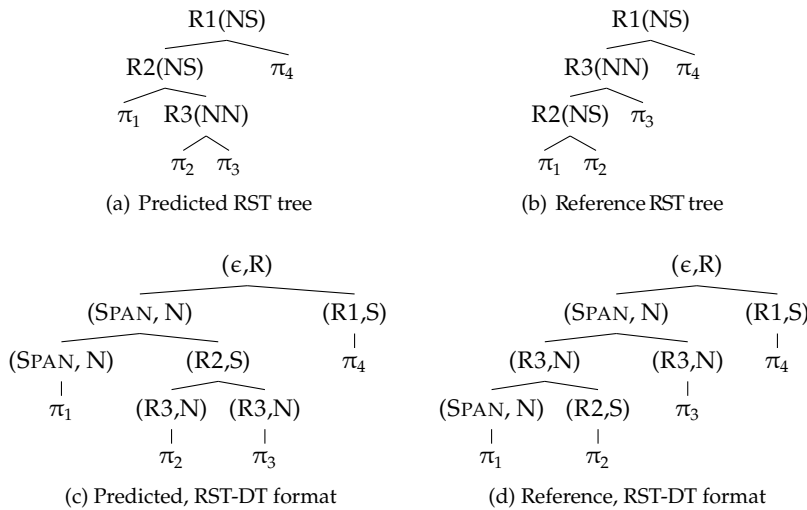 R1(NS) R1(NS)
R2(NS) π4 R3(NN) π4
π1 R3(NN) R2(NS) π3
π2 π3 π1 π2
(a) Predicted RST tree (b) Reference RST tree
(ϵ,R) (ϵ,R)
(SPAN, N) (R1,S) (SPAN, N) (R1,S)
(SPAN, N) (R2,S) π4 (R3,N) (R3,N) π4
π1 (R3,N) (R3,N) (SPAN, N) (R2,S) π3
π2 π3 π1 π2
(c) Predicted, RST-DT format (d) Reference, RST-DT format